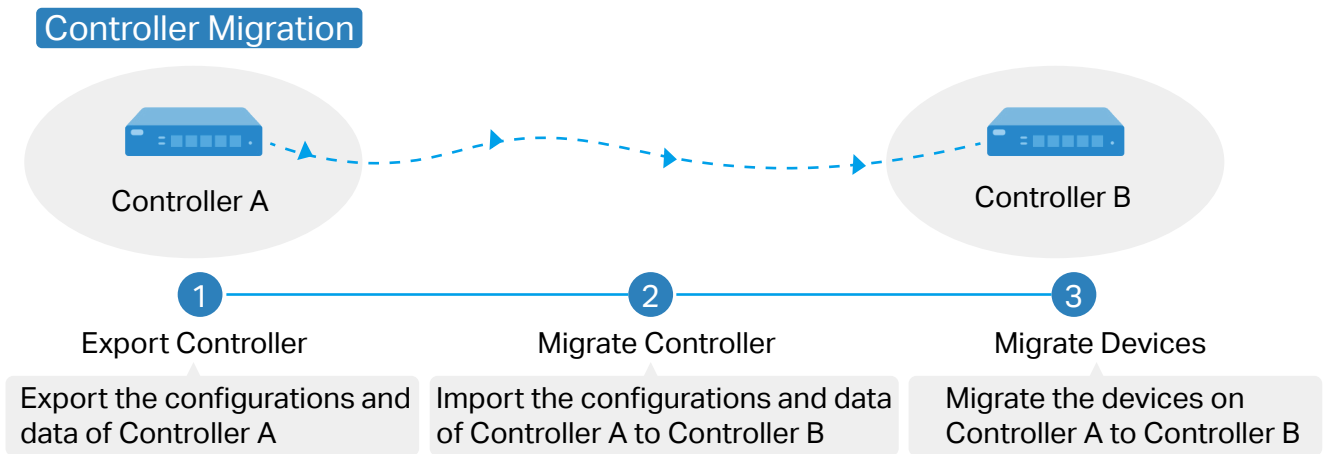 Controller Migration
Controller A
Controller B
1
2
3
Export Controller
Migrate Controller
Migrate Devices
Export the configurations and
data of Controller A
Import the configurations and data
of Controller A to Controller B
Migrate the devices on
Controller A to Controller B